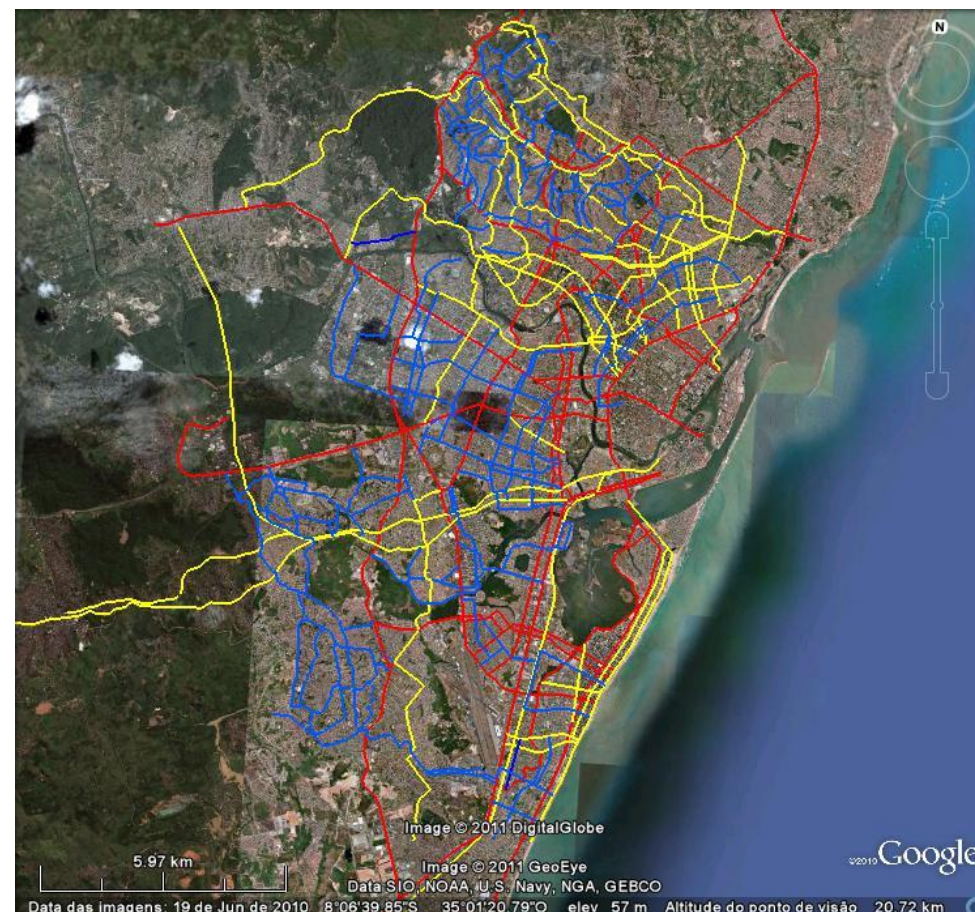 N
Image © 2011 DigitalGlobe
5.97 km
Image © 2011 GeoEye
©2010 Google
Data SIO, NOAA, U.S. Navy, NGA, GEBCO
Data das imagens: 19 de Jun de 2010 8°06'39.85"S 35°01'20.79"O elev 57 m Altitude do ponto de visão 20.72 km